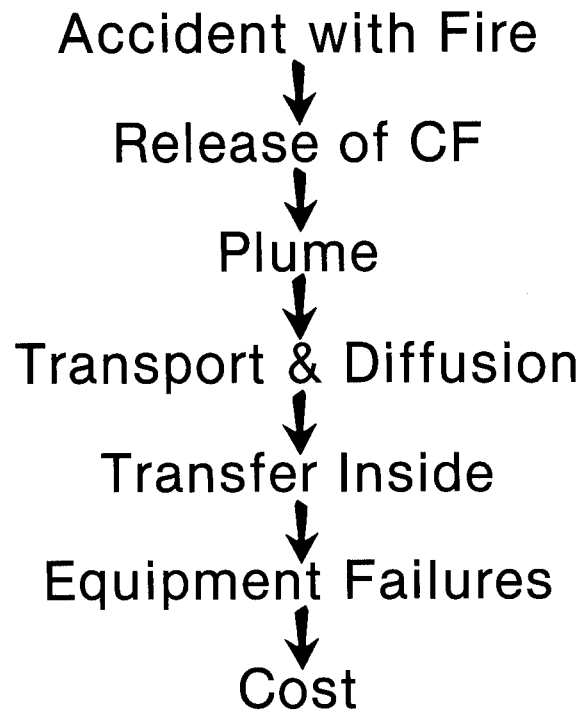 Accident with Fire
Release of CF
Plume
Transport & Diffusion
Transfer Inside
Equipment Failures
Cost